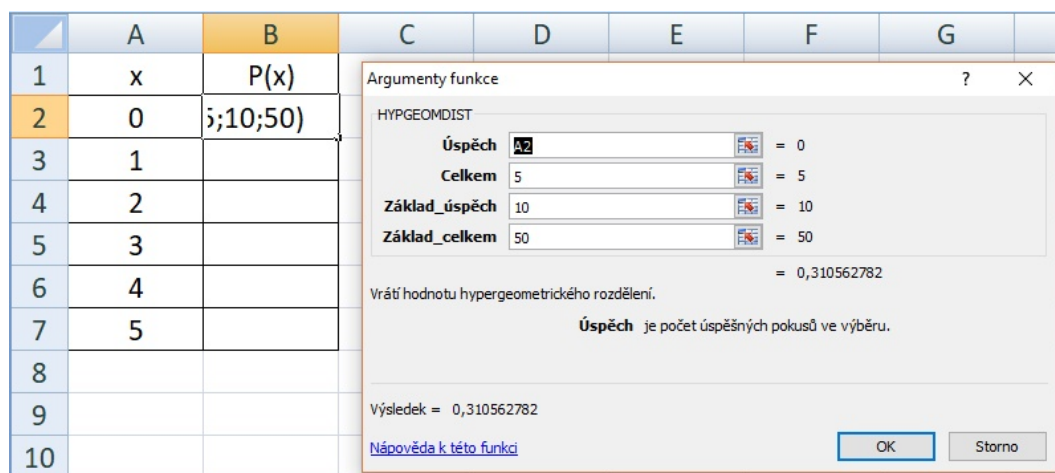 A B C D E F G
1 x P(x)
Argumenty funkce ? ×
2 0 5;10;50)
HYPGEOMDIST
Úspěch A2 = 0
3 1
Celkem 5 = 5
4 2
Základ_úspěch 10 = 10
5 3
Základ_celkem 50 = 50
= 0,310562782
6 4
Vrátí hodnotu hypergeometrického rozdělení.
7 5
Úspěch je počet úspěšných pokusů ve výběru.
8
9
Výsledek = 0,310562782
10
Nápověda k této funkci OK Storno